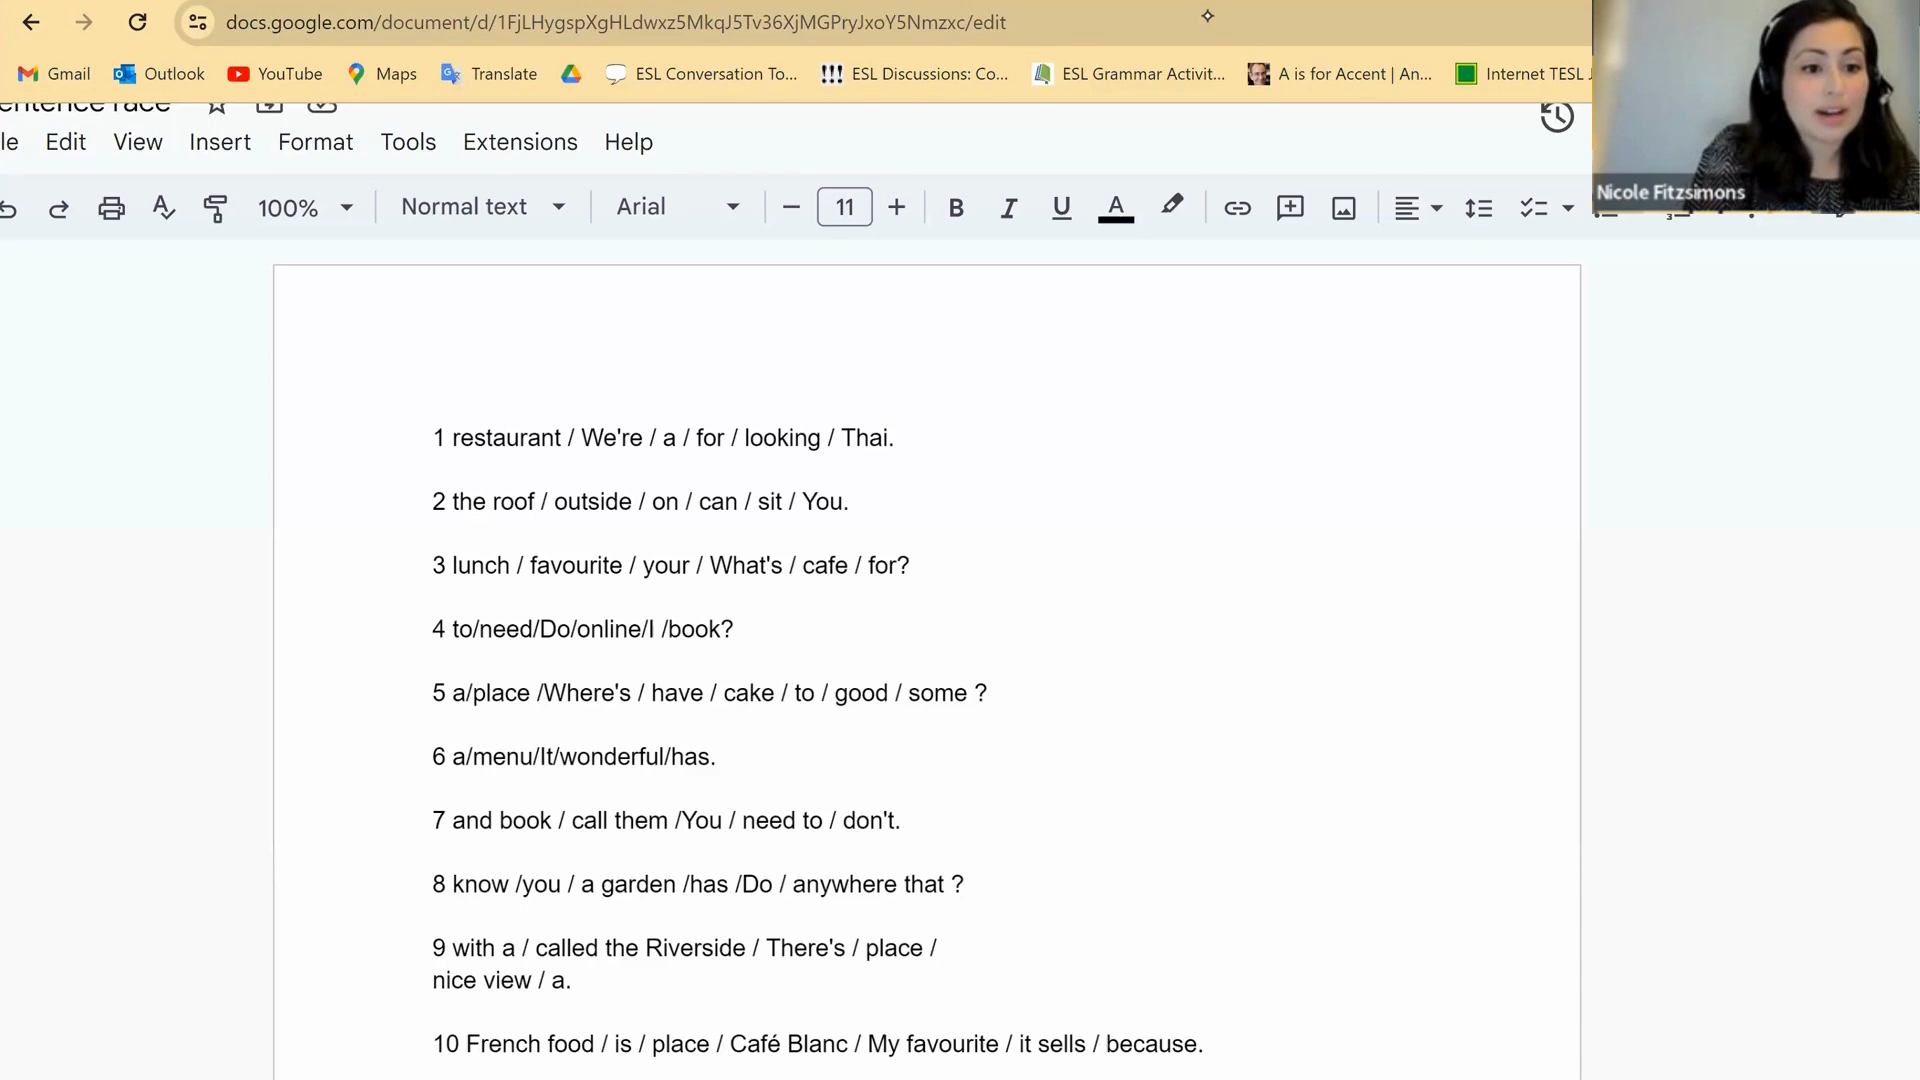 docs.google.com/document/d/1FjLHygspXgHLdwxz5MkqJ5Tv36XjMGPryJxoY5Nmzxc/edit
Gmail Outlook YouTube Maps Translate ESL Conversation To... ESL Discussions: Co... ESL Grammar Activit... A is for Accent | An... Internet TESL J
entence race
le Edit View Insert Format Tools Extensions Help
100% Normal text Arial 11 B I U A
Nicole Fitzsimons
1 restaurant / We're / a / for / looking / Thai.
2 the roof / outside / on / can / sit / You.
3 lunch / favourite / your / What's / cafe / for?
4 to/need/Do/online/I /book?
5 a/place /Where's / have / cake / to / good / some ?
6 a/menu/It/wonderful/has.
7 and book / call them /You / need to / don't.
8 know /you / a garden /has /Do / anywhere that ?
9 with a / called the Riverside / There's / place /
nice view / a.
10 French food / is / place / Café Blanc / My favourite / it sells / because.